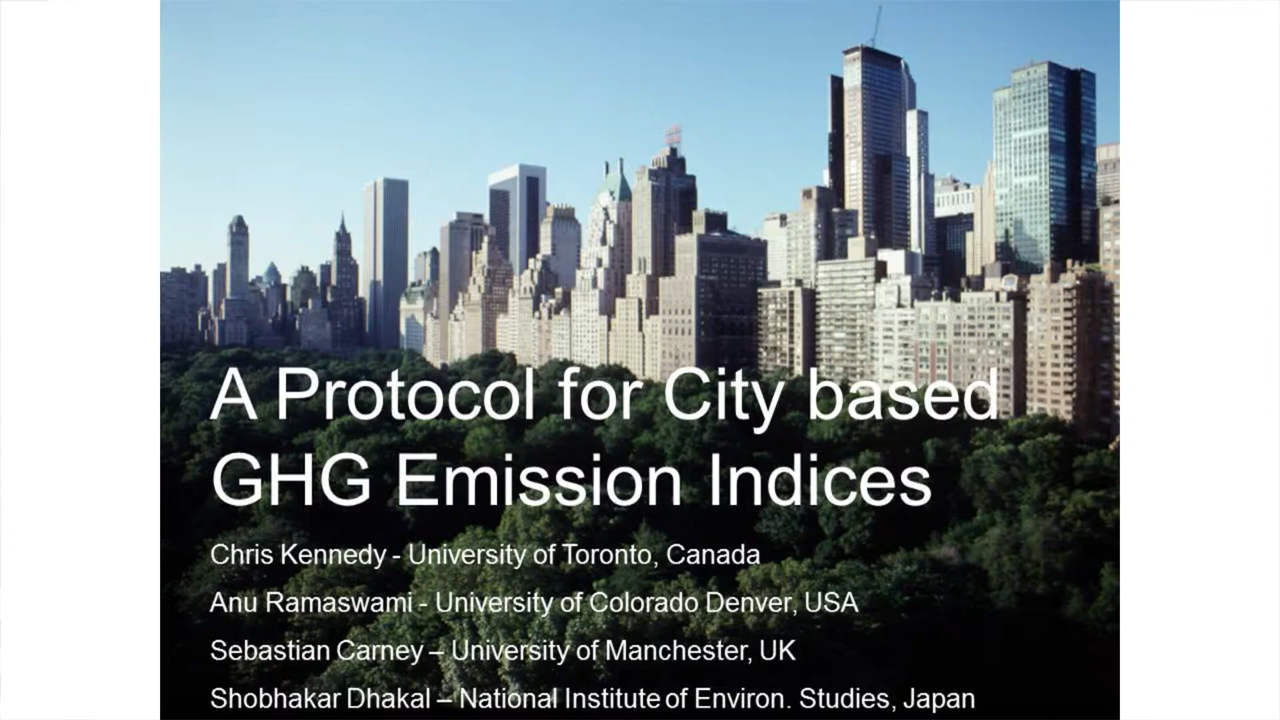 A Protocol for City based
GHG Emission Indices
Chris Kennedy - University of Toronto, Canada
Anu Ramaswami - University of Colorado Denver, USA
Sebastian Carney – University of Manchester, UK
Shobhakar Dhakal – National Institute of Environ. Studies, Japan